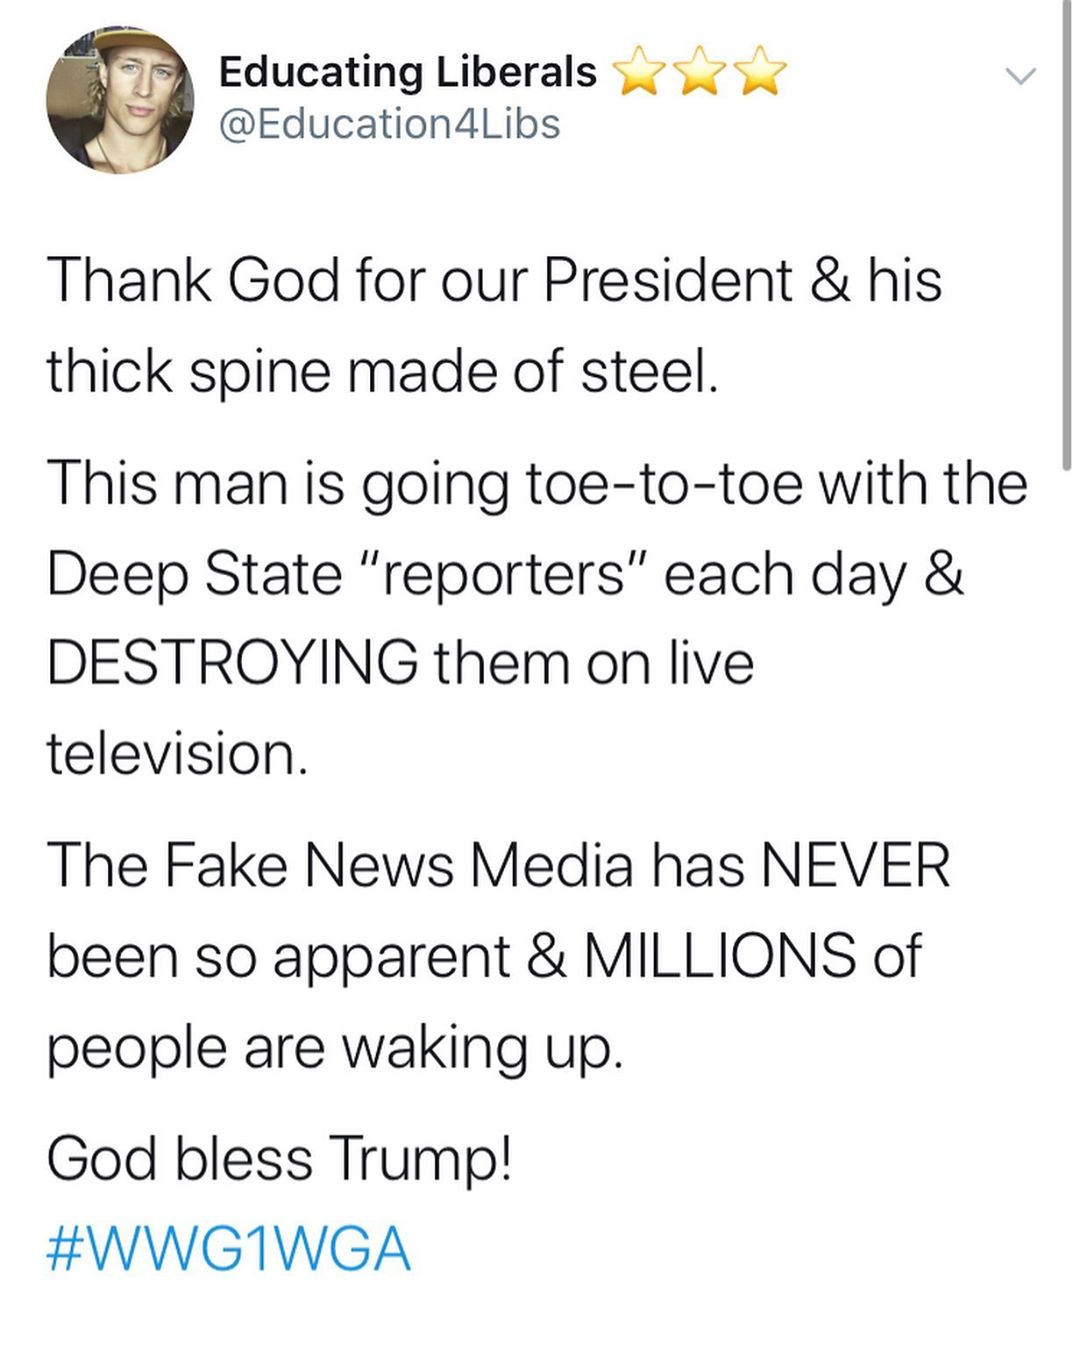 Educating Liberals ⭐⭐⭐
@Education4Libs
Thank God for our President & his
thick spine made of steel.
This man is going toe-to-toe with the
Deep State “reporters” each day &
DESTROYING them on live
television.
The Fake News Media has NEVER
been so apparent & MILLIONS of
people are waking up.
God bless Trump!
#WWG1WGA